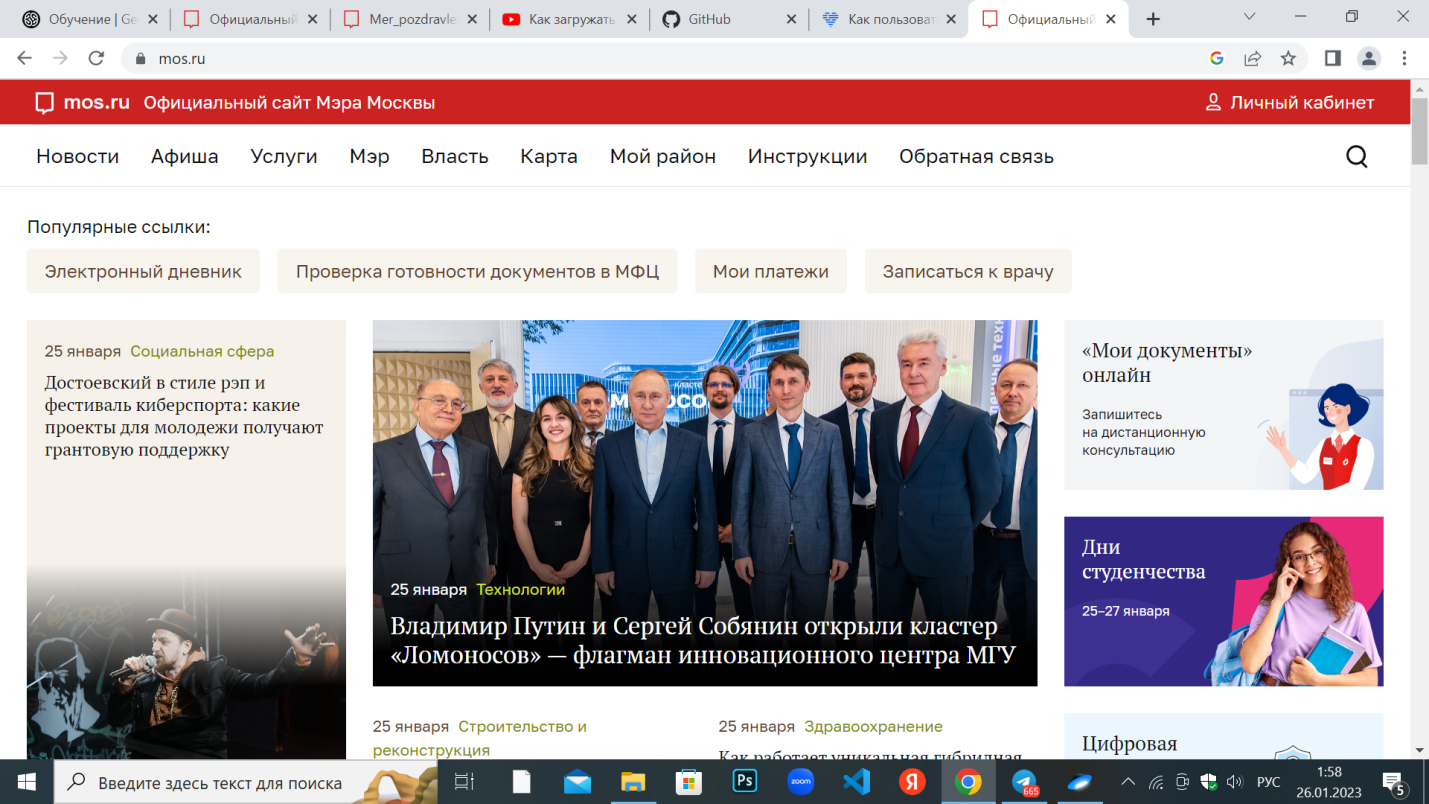 Обучение | Ge
Официальный
Mer_pozdravle
Как загружать
GitHub
Как пользоват
Официальный
mos.ru
mos.ru Официальный сайт Мэра Москвы
Личный кабинет
Новости Афиша Услуги Мэр Власть Карта Мой район Инструкции Обратная связь
Популярные ссылки:
Электронный дневник
Проверка готовности документов в МФЦ
Мои платежи
Записаться к врачу
25 января Социальная сфера
Достоевский в стиле рэп и
фестиваль киберспорта: какие
проекты для молодежи получают
грантовую поддержку
25 января Технологии
Владимир Путин и Сергей Собянин открыли кластер
«Ломоносов» — флагман инновационного центра МГУ
25 января Строительство и
реконструкция
25 января Здравоохранение
Как работает уникальная гибридная
«Мои документы»
онлайн
Запишитесь
на дистанционную
консультацию
Дни
студенчества
25–27 января
Цифровая
Введите здесь текст для поиска
Ps
zoom
Я
665
РУС
1:58
26.01.2023
5